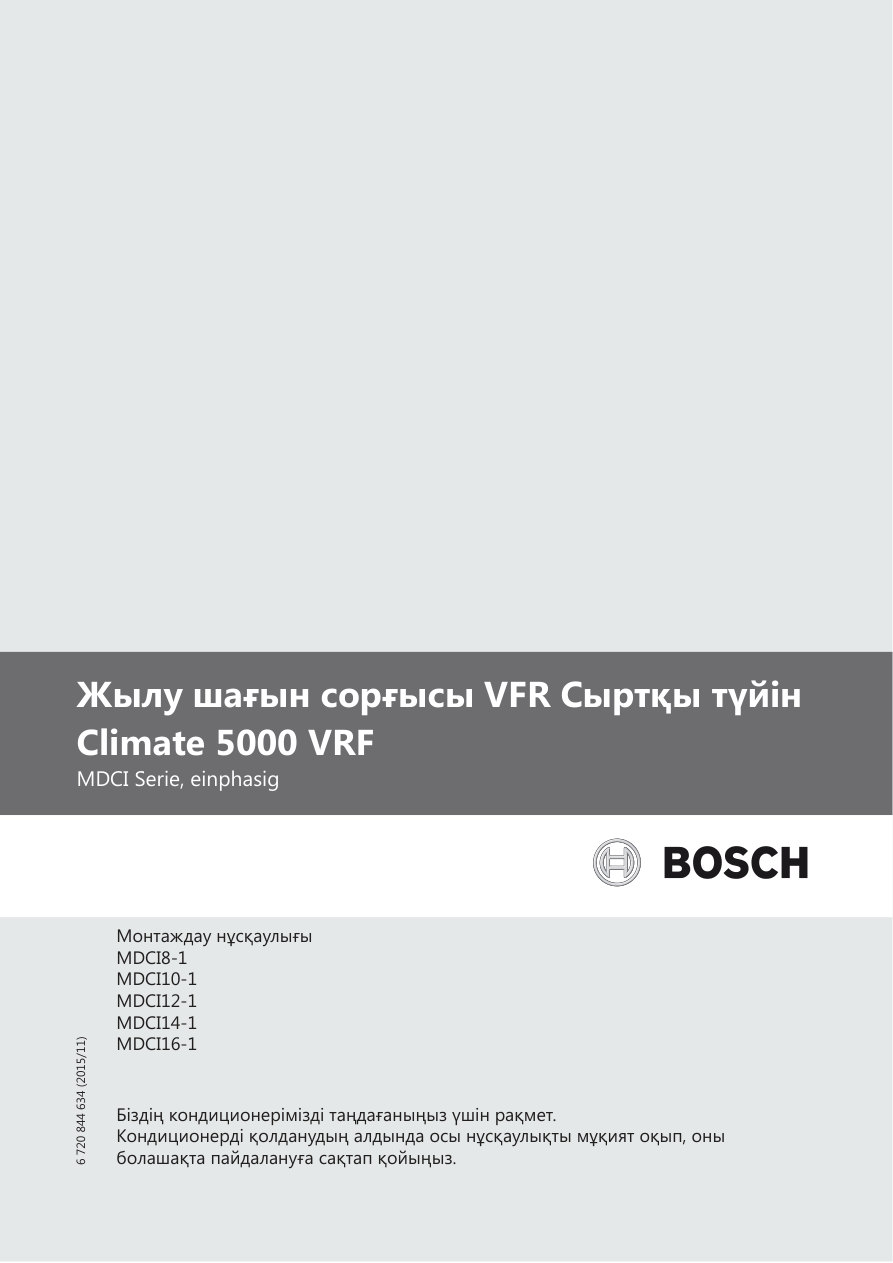 Жылу шағын сорғысы VFR Сыртқы түйін
Climate 5000 VRF
MDCI Serie, einphasig
BOSCH
Монтаждау нұсқаулығы
MDCI8-1
MDCI10-1
MDCI12-1
MDCI14-1
MDCI16-1
6 720 844 634 (2015/11)
Біздің кондиционерімізді таңдағаныңыз үшін рақмет.
Кондиционерді қолданудың алдында осы нұсқаулықты мұқият оқып, оны
болашақта пайдалануға сақтап қойыңыз.